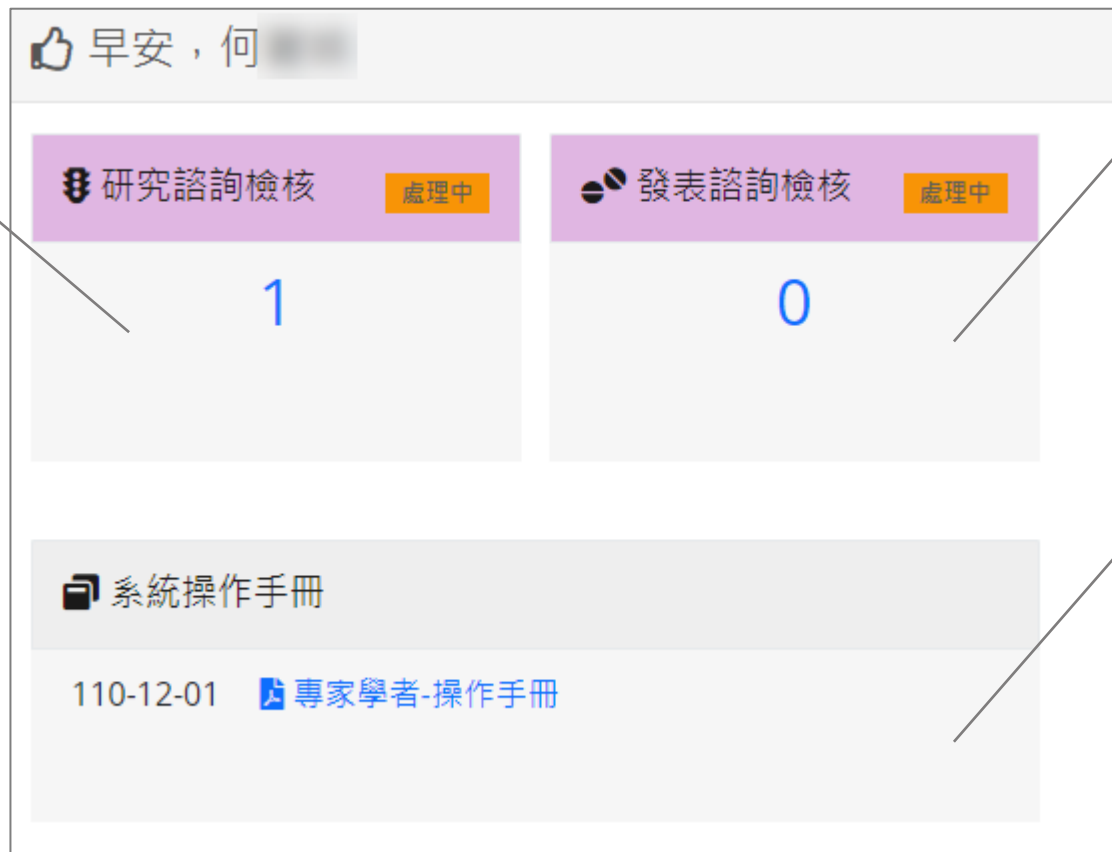 早安，何
研究諮詢檢核 處理中
1
發表諮詢檢核 處理中
0
系統操作手冊
110-12-01 專家學者-操作手冊